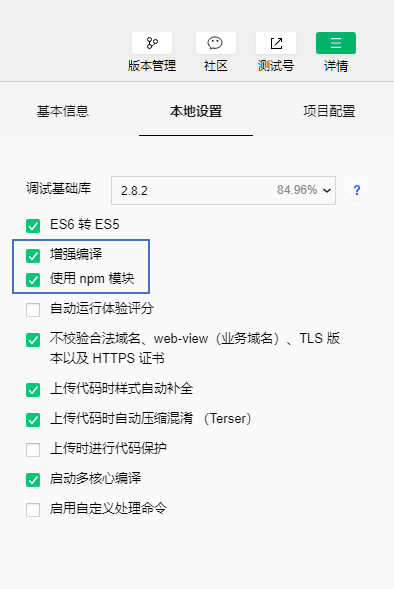 版本管理 社区 测试号 详情
基本信息 本地设置 项目配置
调试基础库 2.8.2 84.96% ?
ES6 转 ES5
增强编译
使用 npm 模块
自动运行体验评分
不校验合法域名、web-view（业务域名）、TLS 版
本以及 HTTPS 证书
上传代码时样式自动补全
上传代码时自动压缩混淆 （Terser）
上传时进行代码保护
启动多核心编译
启用自定义处理命令